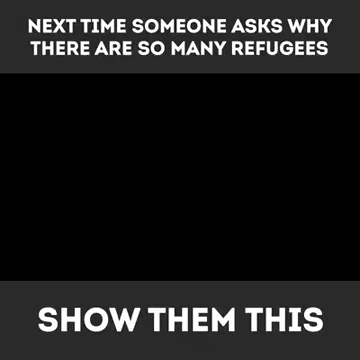 NEXT TIME SOMEONE ASKS WHY
THERE ARE SO MANY REFUGEES
SHOW THEM THIS